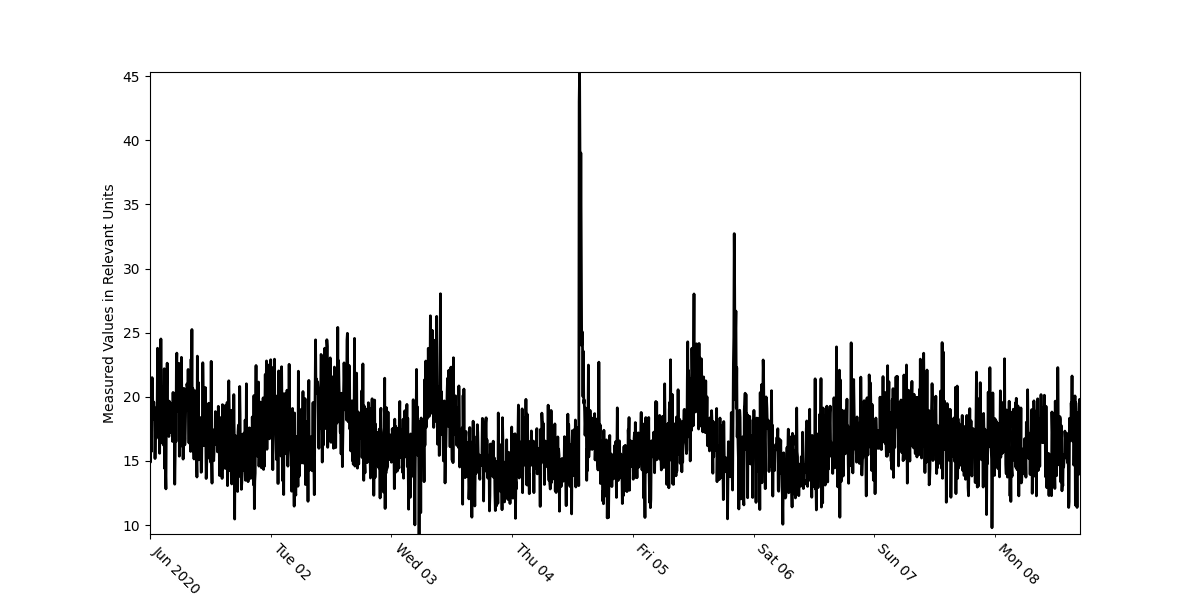 Measured Values in Relevant Units
45
40
35
30
25
20
15
10
Jun 2020
Tue 02
Wed 03
Thu 04
Fri 05
Sat 06
Sun 07
Mon 08